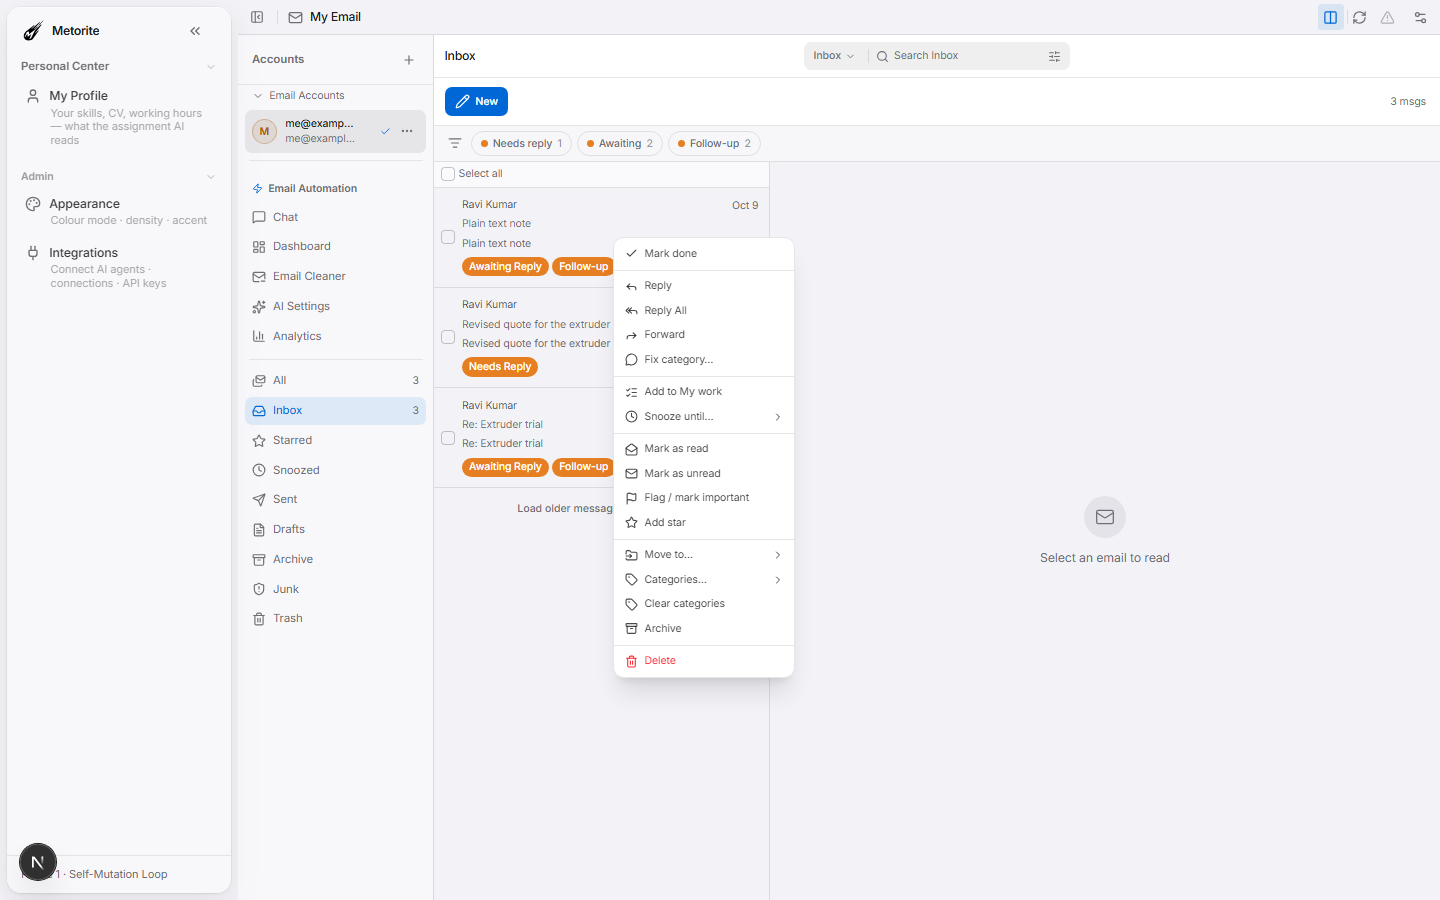 Metorite
Personal Center
My Profile
Your skills, CV, working hours
— what the assignment AI
reads
Admin
Appearance
Colour mode · density · accent
Integrations
Connect AI agents ·
connections · API keys
N
1 · Self-Mutation Loop
My Email
Accounts
Email Accounts
M
me@examp...
me@exampl...
Email Automation
Chat
Dashboard
Email Cleaner
AI Settings
Analytics
All 3
Inbox 3
Starred
Snoozed
Sent
Drafts
Archive
Junk
Trash
Inbox
Inbox
Search Inbox
New
3 msgs
Needs reply 1
Awaiting 2
Follow-up 2
Select all
Ravi Kumar Oct 9
Plain text note
Plain text note
Awaiting Reply Follow-up
Ravi Kumar
Revised quote for the extruder
Revised quote for the extruder
Needs Reply
Ravi Kumar
Re: Extruder trial
Re: Extruder trial
Awaiting Reply Follow-up
Load older messag
Mark done
Reply
Reply All
Forward
Fix category...
Add to My work
Snooze until...
Mark as read
Mark as unread
Flag / mark important
Add star
Move to...
Categories...
Clear categories
Archive
Delete
Select an email to read